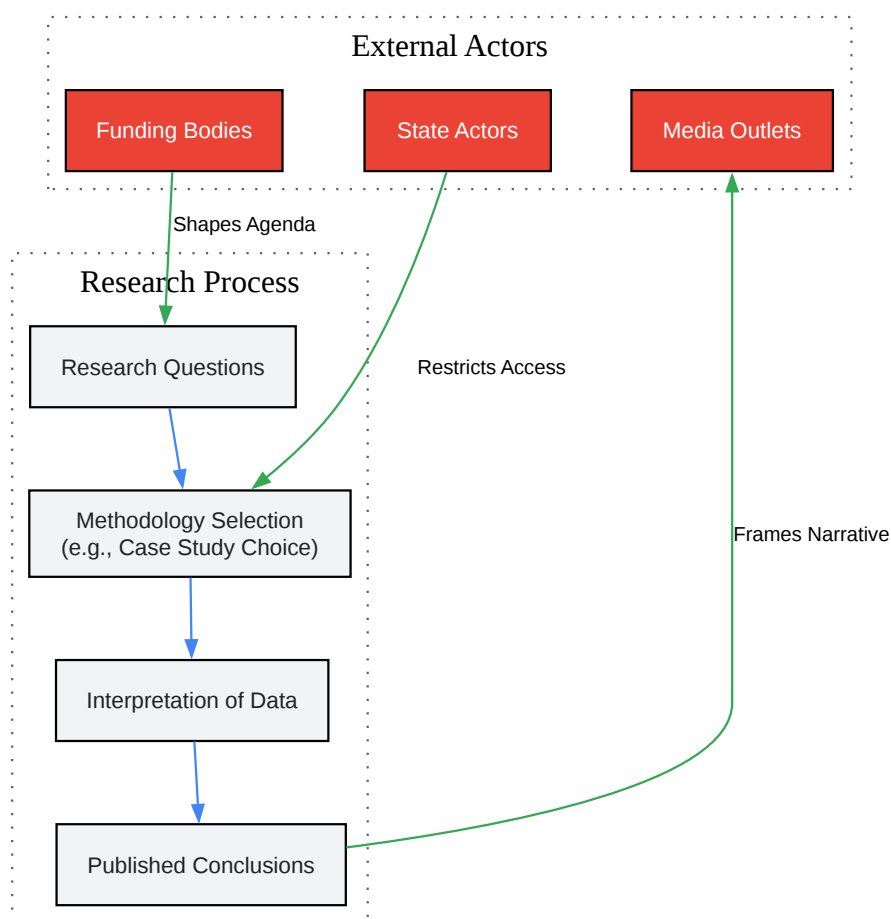 External Actors
Funding Bodies
State Actors
Media Outlets
Shapes Agenda
Research Process
Research Questions
Restricts Access
Methodology Selection
(e.g., Case Study Choice)
Frames Narrative
Interpretation of Data
Published Conclusions